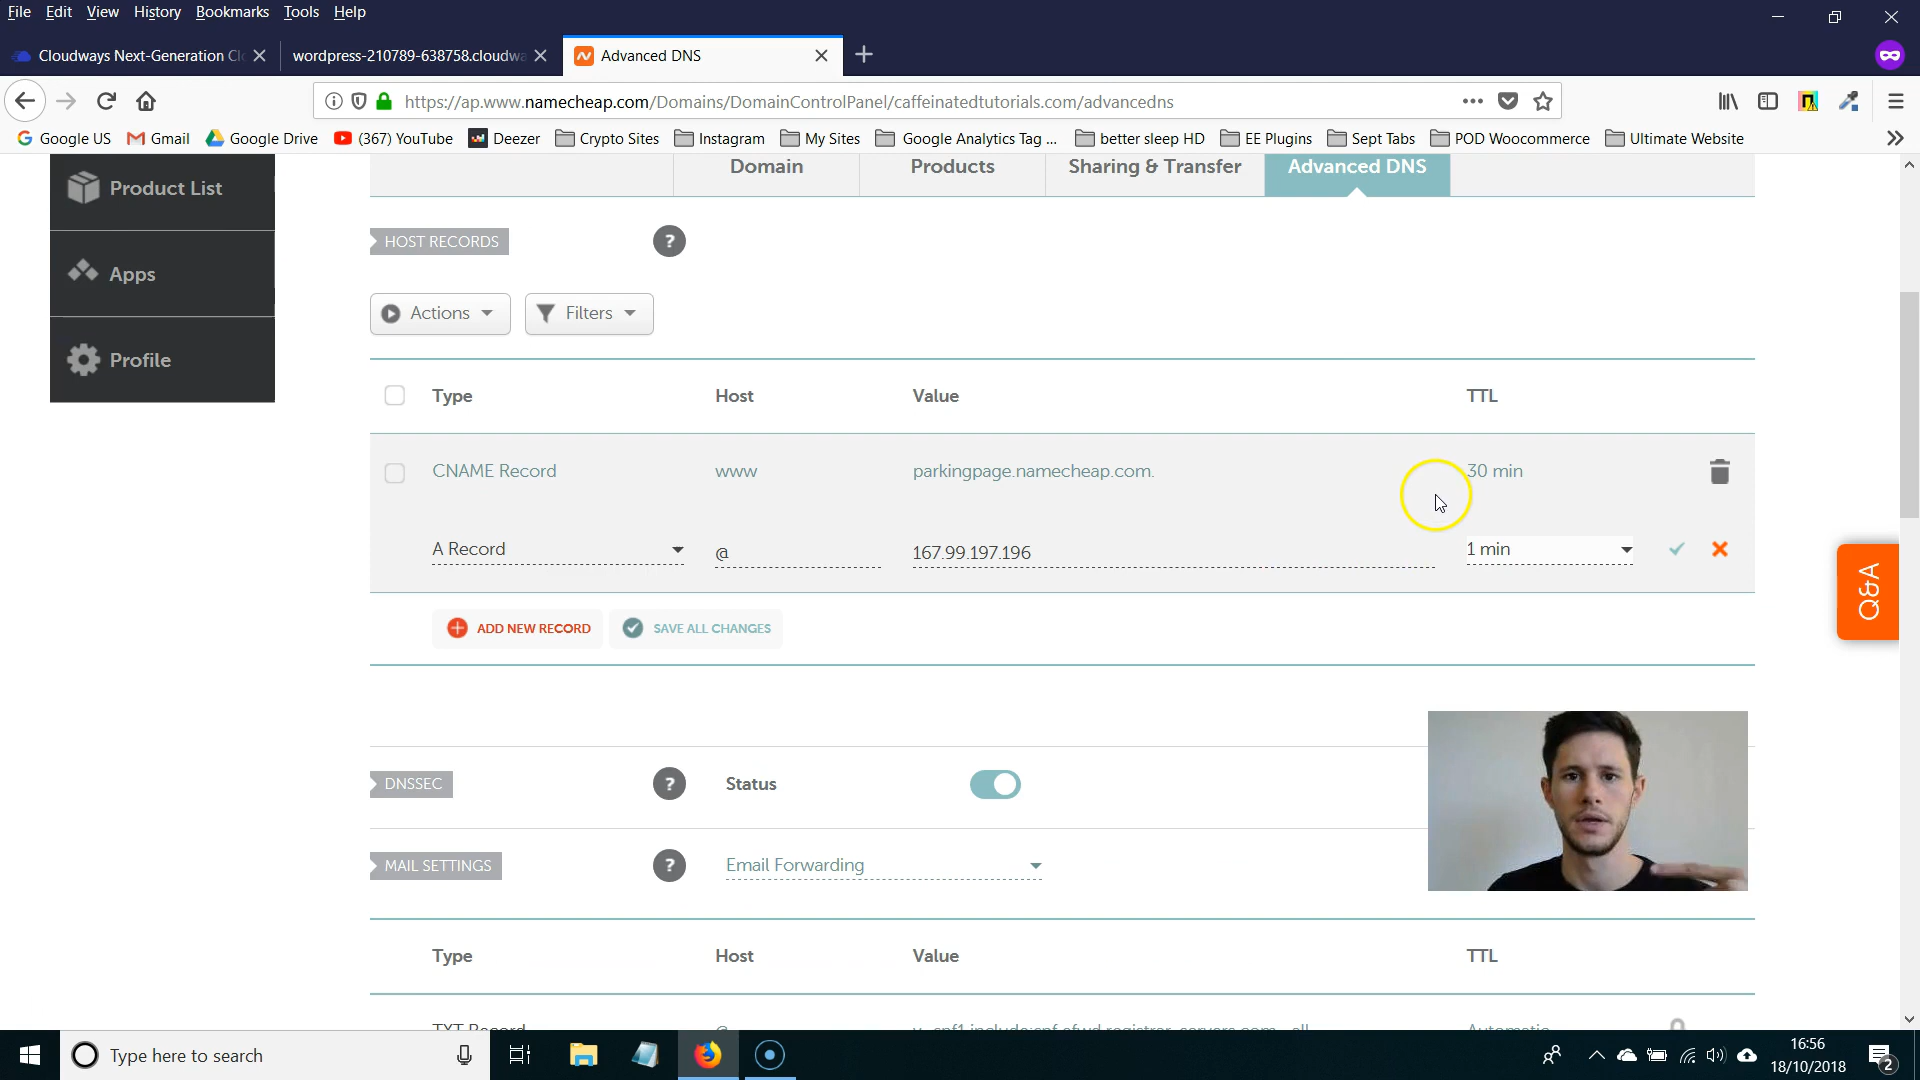 File Edit View History Bookmarks Tools Help
Cloudways Next-Generation Cl
wordpress-210789-638758.cloudwa
Advanced DNS
https://ap.www.namecheap.com/Domains/DomainControlPanel/caffeinatedtutorials.com/advancedns
Google US Gmail Google Drive (367) YouTube Deezer Crypto Sites Instagram My Sites Google Analytics Tag ... better sleep HD EE Plugins Sept Tabs POD Woocommerce Ultimate Website
Product List
Apps
Profile
Domain Products Sharing & Transfer Advanced DNS
HOST RECORDS ?
Actions Filters
Type Host Value TTL
CNAME Record www parkingpage.namecheap.com. 30 min
A Record @ 167.99.197.196 1 min
ADD NEW RECORD SAVE ALL CHANGES
Q&A
DNSSEC ? Status
MAIL SETTINGS ? Email Forwarding
Type Host Value TTL
TXT Record @
Automatic
Type here to search
16:56
18/10/2018
2